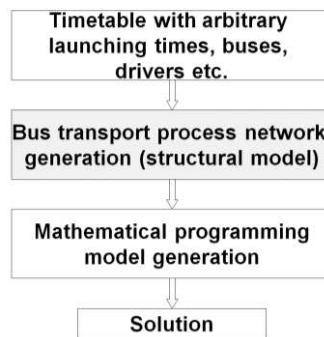 Timetable with arbitrary
launching times, buses,
drivers etc.
Bus transport process network
generation (structural model)
Mathematical programming
model generation
Solution